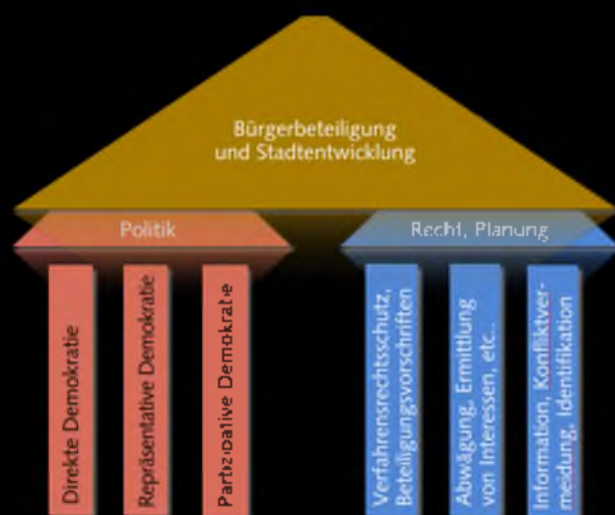 Bürgerbeteiligung
und Stadtentwicklung
Politik
Recht, Planung
Direkte Demokratie
Repräsentative Demokratie
Partizipative Demokratie
Verfahrensrechtsschutz,
Beteiligungsvorschriften
Abwägung, Ermittlung
von Interessen, etc..
Information, Konfliktver-
meidung, Identifikation